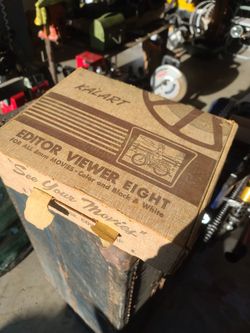 KALART
EDITOR VIEWER EIGHT
FOR ALL 8MM MOVIES - Color and Black & White
See Your Movies